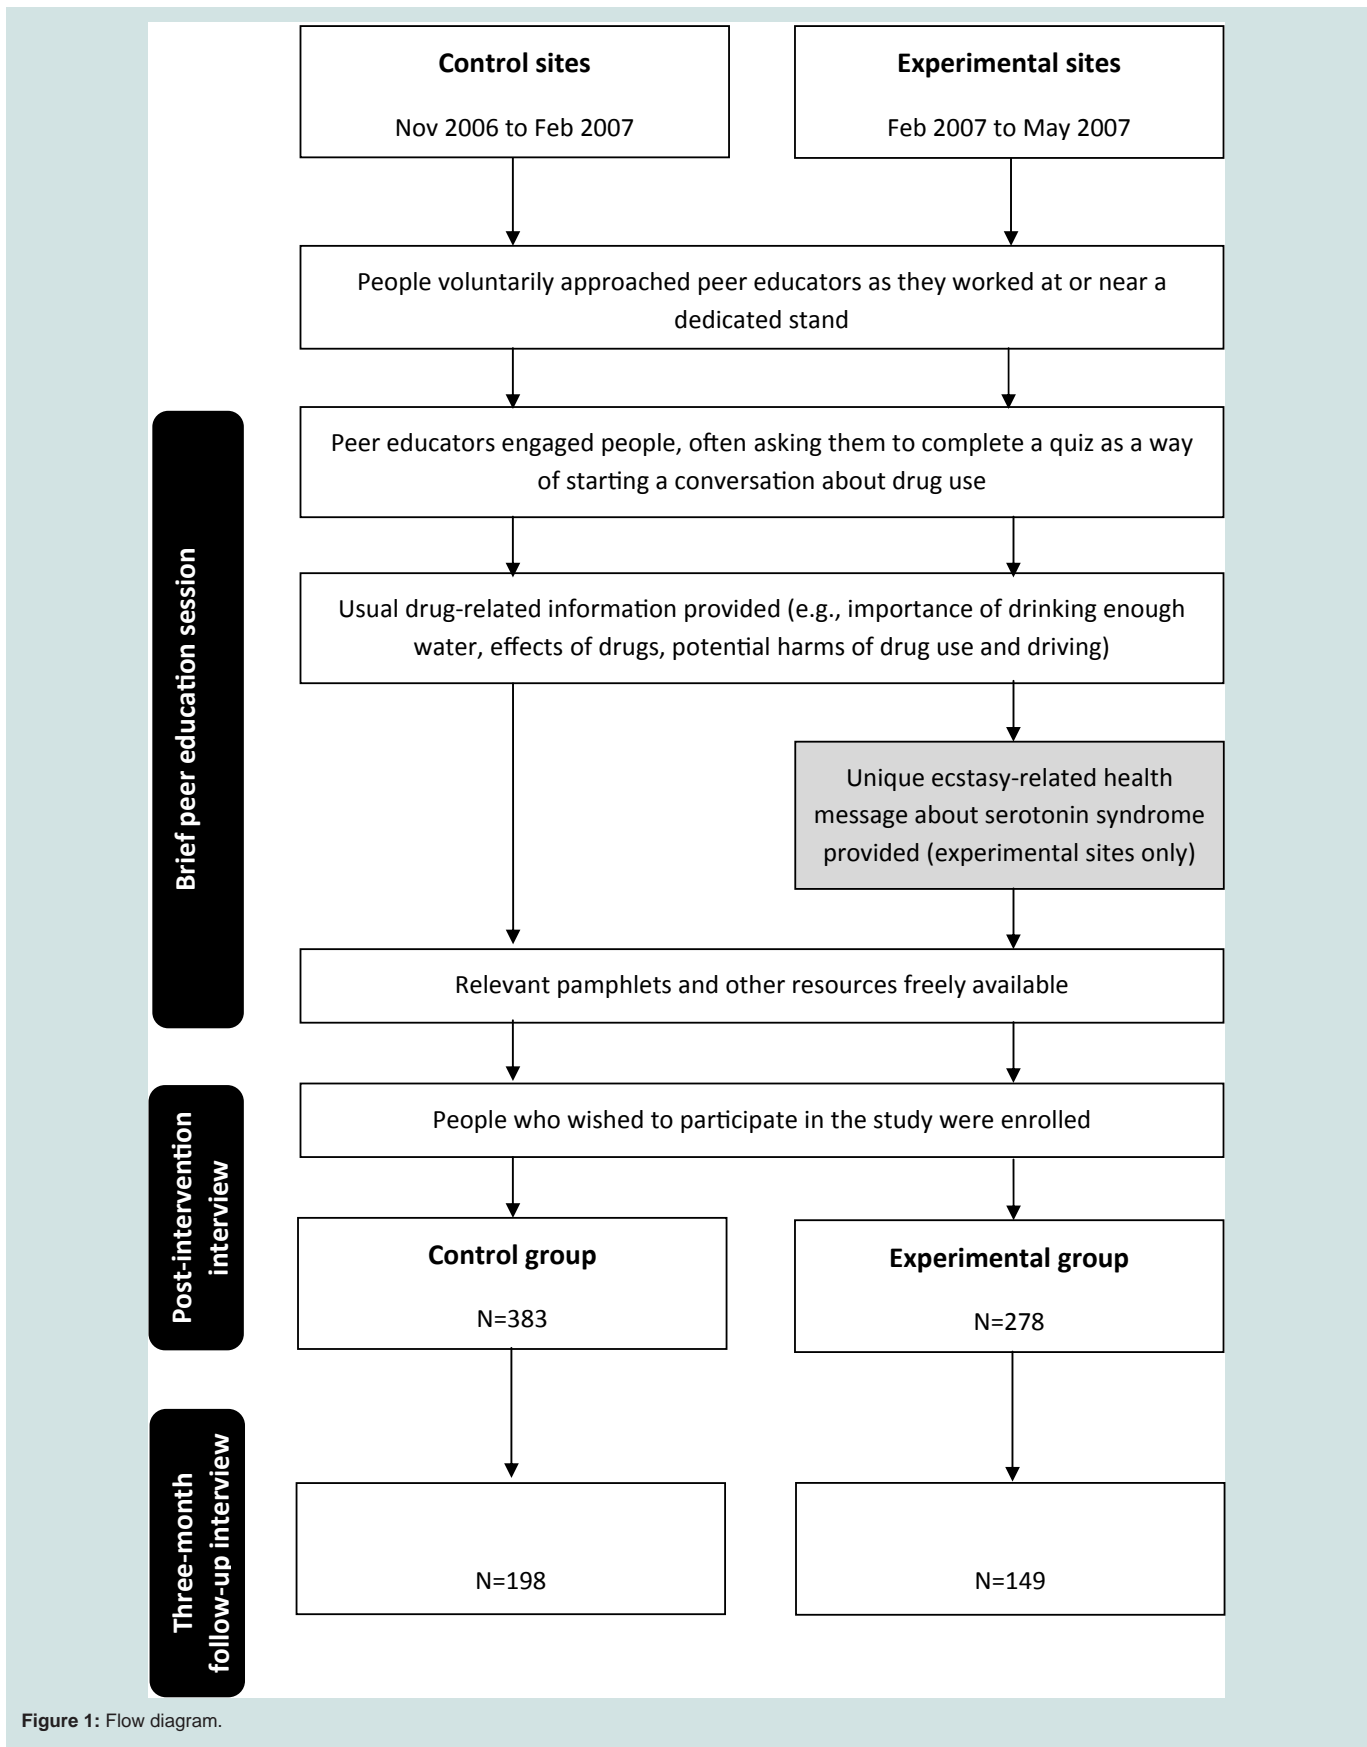 Control sites
Nov 2006 to Feb 2007
Experimental sites
Feb 2007 to May 2007
People voluntarily approached peer educators as they worked at or near a
dedicated stand
Brief peer education session
Peer educators engaged people, often asking them to complete a quiz as a way
of starting a conversation about drug use
Usual drug-related information provided (e.g., importance of drinking enough
water, effects of drugs, potential harms of drug use and driving)
Unique ecstasy-related health
message about serotonin syndrome
provided (experimental sites only)
Relevant pamphlets and other resources freely available
Post-intervention
interview
People who wished to participate in the study were enrolled
Control group
N=383
Experimental group
N=278
Three-month
follow-up interview
N=198
N=149
Figure 1: Flow diagram.